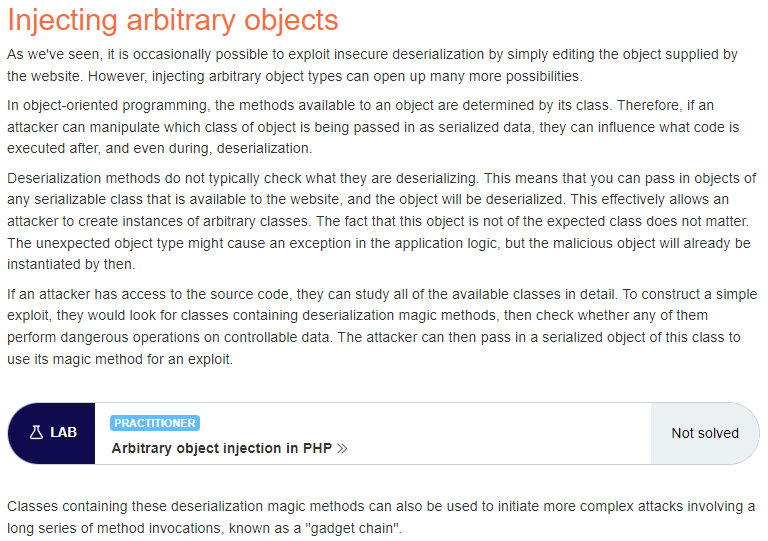 Injecting arbitrary objects
As we've seen, it is occasionally possible to exploit insecure deserialization by simply editing the object supplied by
the website. However, injecting arbitrary object types can open up many more possibilities.
In object-oriented programming, the methods available to an object are determined by its class. Therefore, if an
attacker can manipulate which class of object is being passed in as serialized data, they can influence what code is
executed after, and even during, deserialization.
Deserialization methods do not typically check what they are deserializing. This means that you can pass in objects of
any serializable class that is available to the website, and the object will be deserialized. This effectively allows an
attacker to create instances of arbitrary classes. The fact that this object is not of the expected class does not matter.
The unexpected object type might cause an exception in the application logic, but the malicious object will already be
instantiated by then.
If an attacker has access to the source code, they can study all of the available classes in detail. To construct a simple
exploit, they would look for classes containing deserialization magic methods, then check whether any of them
perform dangerous operations on controllable data. The attacker can then pass in a serialized object of this class to
use its magic method for an exploit.
LAB
PRACTITIONER
Arbitrary object injection in PHP
Not solved
Classes containing these deserialization magic methods can also be used to initiate more complex attacks involving a
long series of method invocations, known as a "gadget chain".